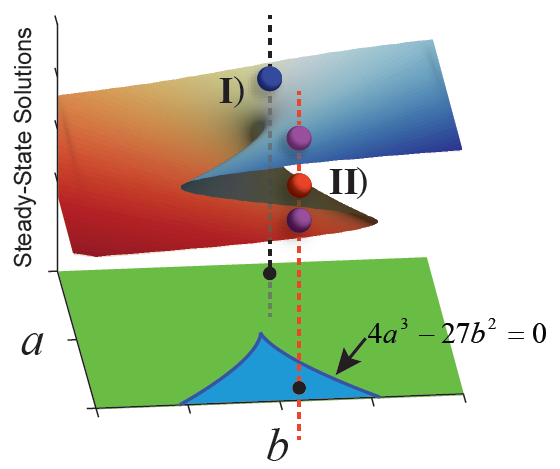 Steady-State Solutions
I)
II)
4a³ − 27b² = 0
a
b